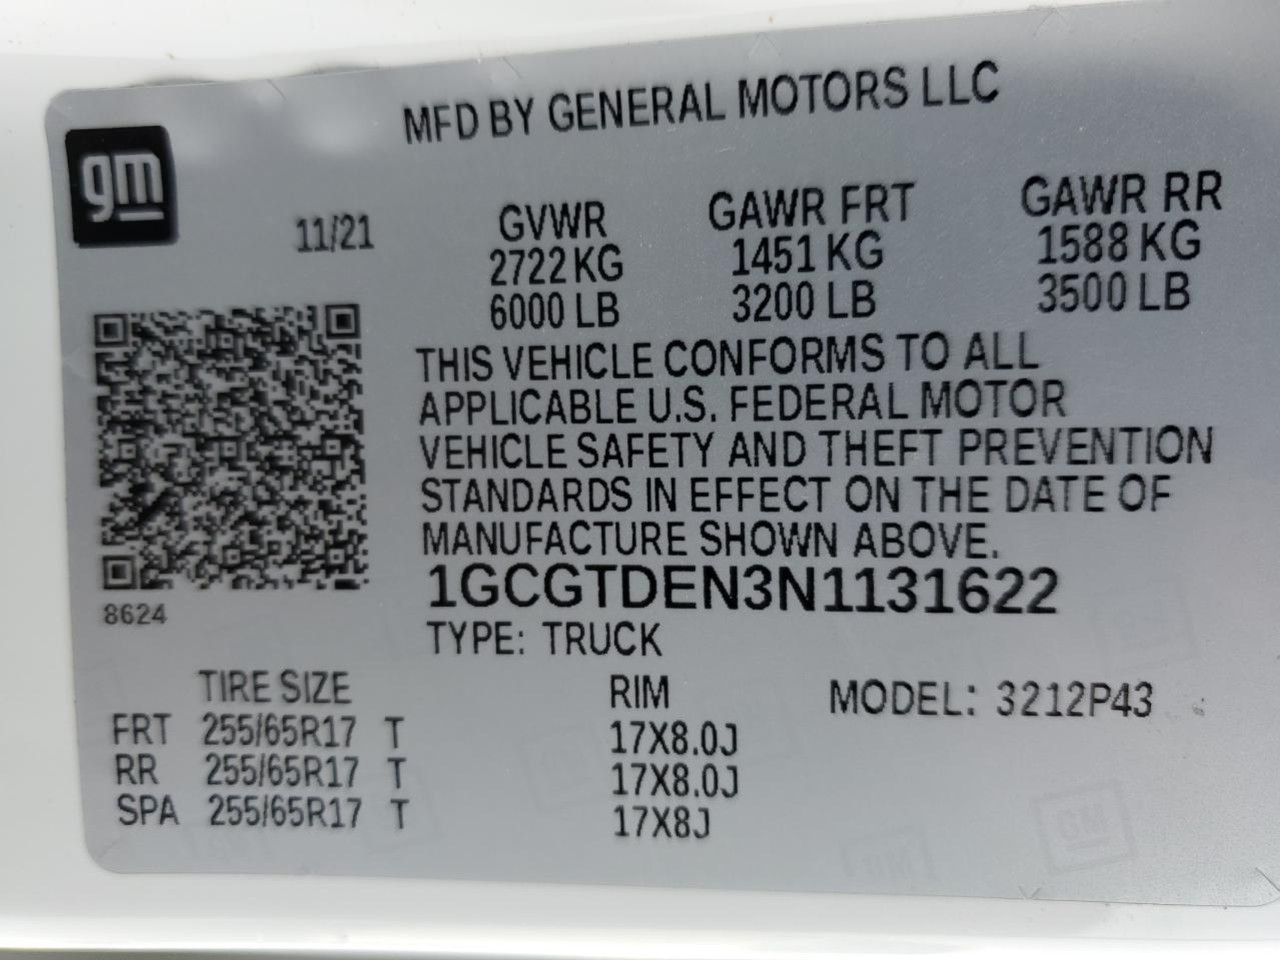 MFD BY GENERAL MOTORS LLC
gm
11/21
GVWR GAWR FRT GAWR RR
2722 KG 1451 KG 1588 KG
6000 LB 3200 LB 3500 LB
THIS VEHICLE CONFORMS TO ALL
APPLICABLE U.S. FEDERAL MOTOR
VEHICLE SAFETY AND THEFT PREVENTION
STANDARDS IN EFFECT ON THE DATE OF
MANUFACTURE SHOWN ABOVE.
8624
1GCGTDEN3N1131622
TYPE: TRUCK
TIRE SIZE RIM MODEL: 3212P43
FRT 255/65R17 T 17X8.0J
RR 255/65R17 T 17X8.0J
SPA 255/65R17 T 17X8J
GM
GM